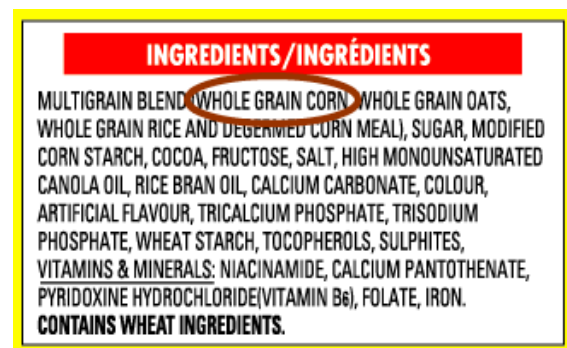 INGREDIENTS/INGRÉDIENTS
MULTIGRAIN BLEND (WHOLE GRAIN CORN, WHOLE GRAIN OATS,
WHOLE GRAIN RICE AND DEGERMED CORN MEAL), SUGAR, MODIFIED
CORN STARCH, COCOA, FRUCTOSE, SALT, HIGH MONOUNSATURATED
CANOLA OIL, RICE BRAN OIL, CALCIUM CARBONATE, COLOUR,
ARTIFICIAL FLAVOUR, TRICALCIUM PHOSPHATE, TRISODIUM
PHOSPHATE, WHEAT STARCH, TOCOPHEROLS, SULPHITES,
VITAMINS & MINERALS: NIACINAMIDE, CALCIUM PANTOTHENATE,
PYRIDOXINE HYDROCHLORIDE(VITAMIN B6), FOLATE, IRON.
CONTAINS WHEAT INGREDIENTS.